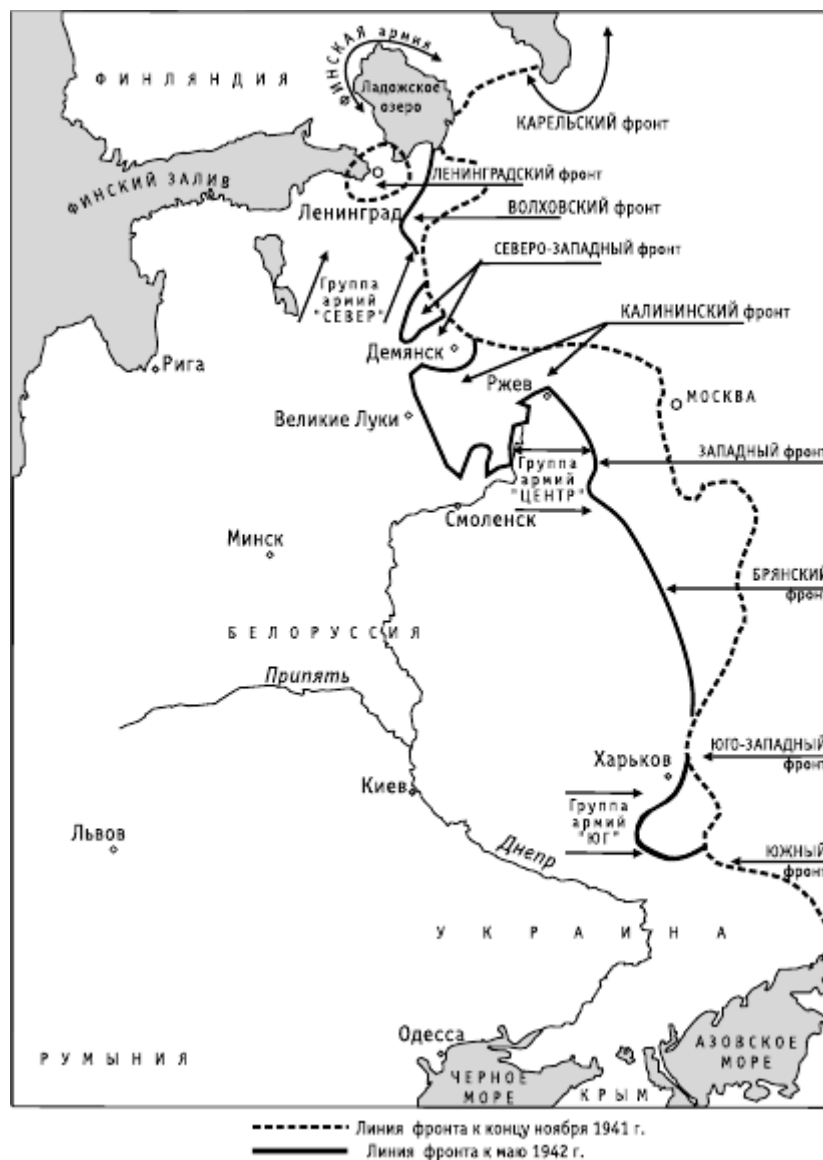 ФИНСКАЯ армия
ФИНЛЯНДИЯ
Ладожское
озеро
КАРЕЛЬСКИЙ фронт
ФИНСКИЙ ЗАЛИВ
ЛЕНИНГРАДСКИЙ фронт
Ленинград
ВОЛХОВСКИЙ фронт
СЕВЕРО-ЗАПАДНЫЙ фронт
Группа
армий
"СЕВЕР"
КАЛИНИНСКИЙ фронт
Демянск
Рига
Ржев
МОСКВА
Великие Луки
ЗАПАДНЫЙ фронт
Группа
армий
"ЦЕНТР"
Смоленск
Минск
БРЯНСКИЙ
фронт
БЕЛОРУССИЯ
Припять
ЮГО-ЗАПАДНЫЙ
фронт
Харьков
Киев
Группа
армий
"ЮГ"
Львов
Днепр
ЮЖНЫЙ
фронт
УКРАИНА
Одесса
АЗОВСКОЕ
МОРЕ
РУМЫНИЯ
ЧЕРНОЕ
МОРЕ
КРЫМ
Линия фронта к концу ноября 1941 г.
Линия фронта к маю 1942 г.